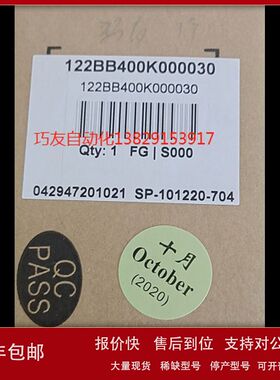 122BB400K000030
122BB400K000030
巧友自动化13829153917
Qty: 1 FG | S000
042947201021 SP-101220-704
QC
PASS
十月
October
(2020)
包邮
报价快 售后到位 支持对公
大量现货 稀缺型号 停产型号 可